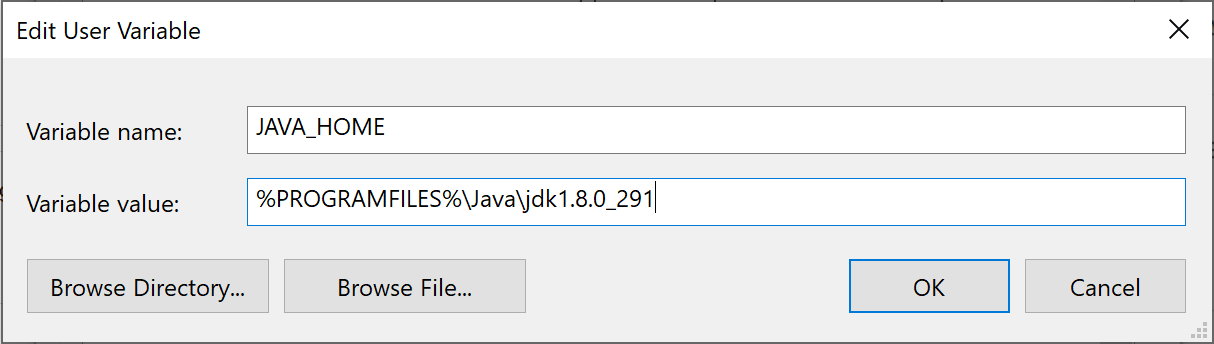 Edit User Variable
Variable name:
JAVA_HOME
Variable value:
%PROGRAMFILES%\Java\jdk1.8.0_291
Browse Directory...
Browse File...
OK
Cancel